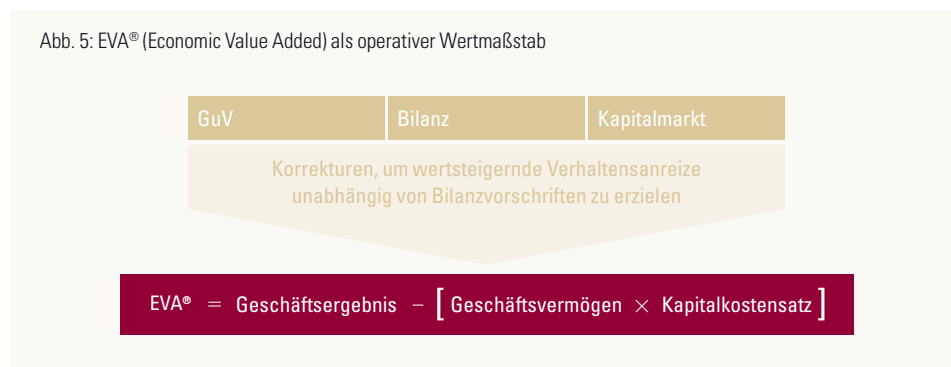 Abb. 5: EVA® (Economic Value Added) als operativer Wertmaßstab
GuV Bilanz Kapitalmarkt
Korrekturen, um wertsteigernde Verhaltensanreize
unabhängig von Bilanzvorschriften zu erzielen
EVA® = Geschäftsergebnis – [ Geschäftsvermögen × Kapitalkostensatz ]